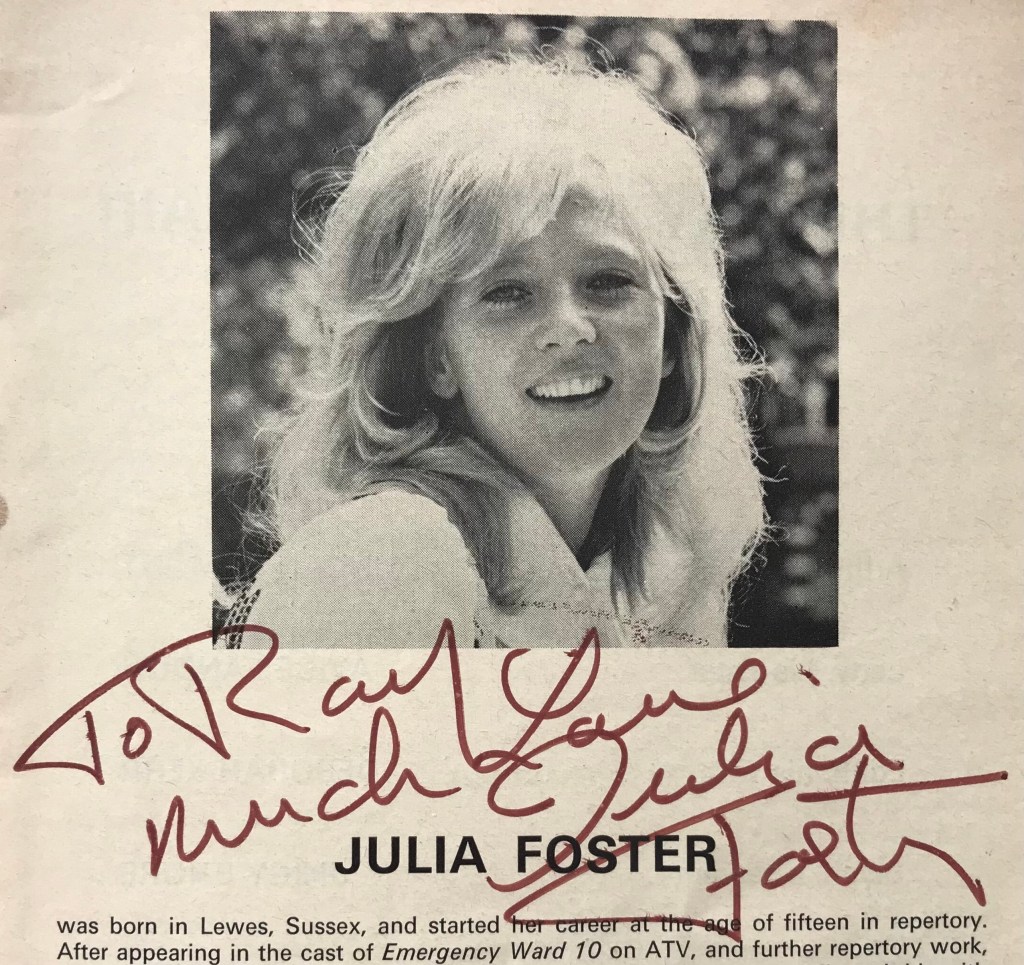 To Ray
much Love
Julia
Foster
JULIA FOSTER
was born in Lewes, Sussex, and started her career at the age of fifteen in repertory.
After appearing in the cast of Emergency Ward 10 on ATV, and further repertory work,